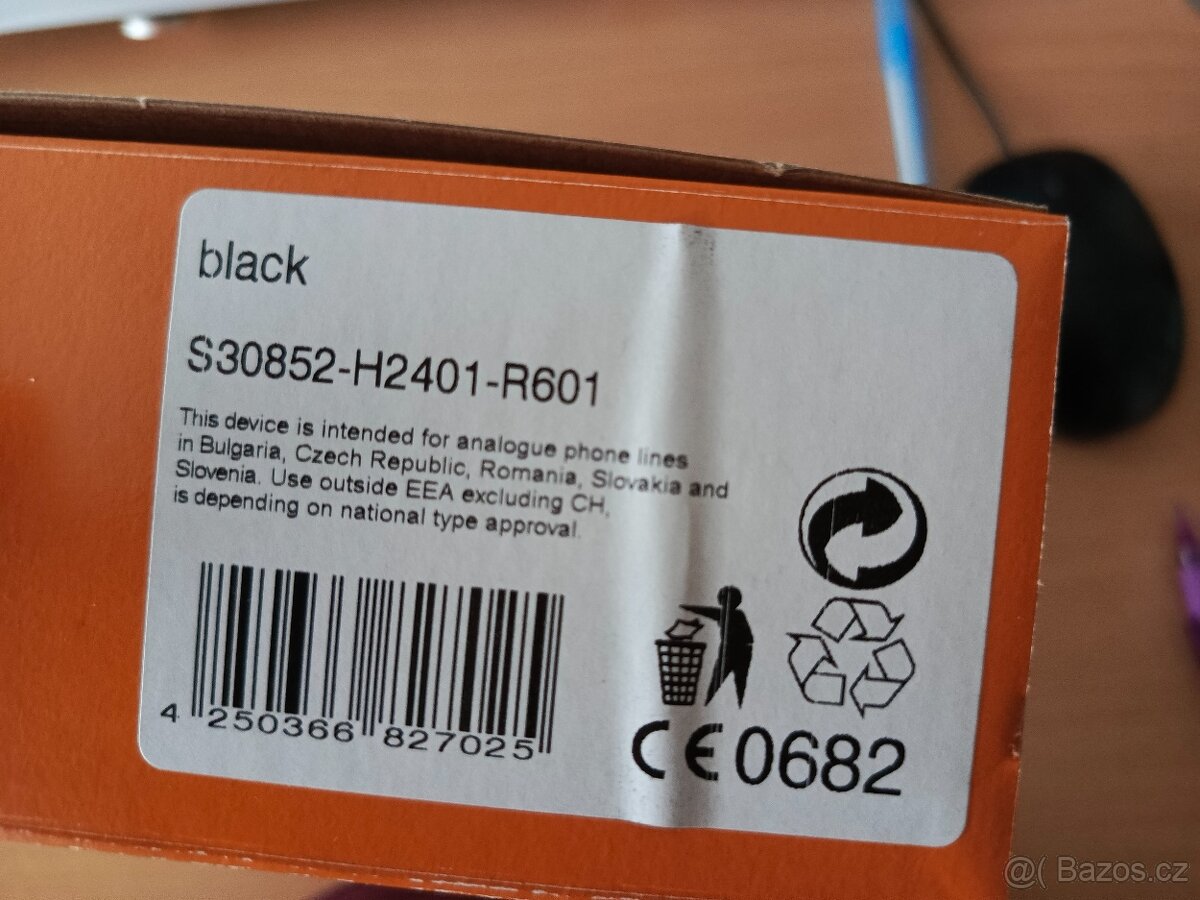 black
S30852-H2401-R601
This device is intended for analogue phone lines
in Bulgaria, Czech Republic, Romania, Slovakia and
Slovenia. Use outside EEA excluding CH,
is depending on national type approval.
4 250366 827025
CE 0682
@( Bazos.cz